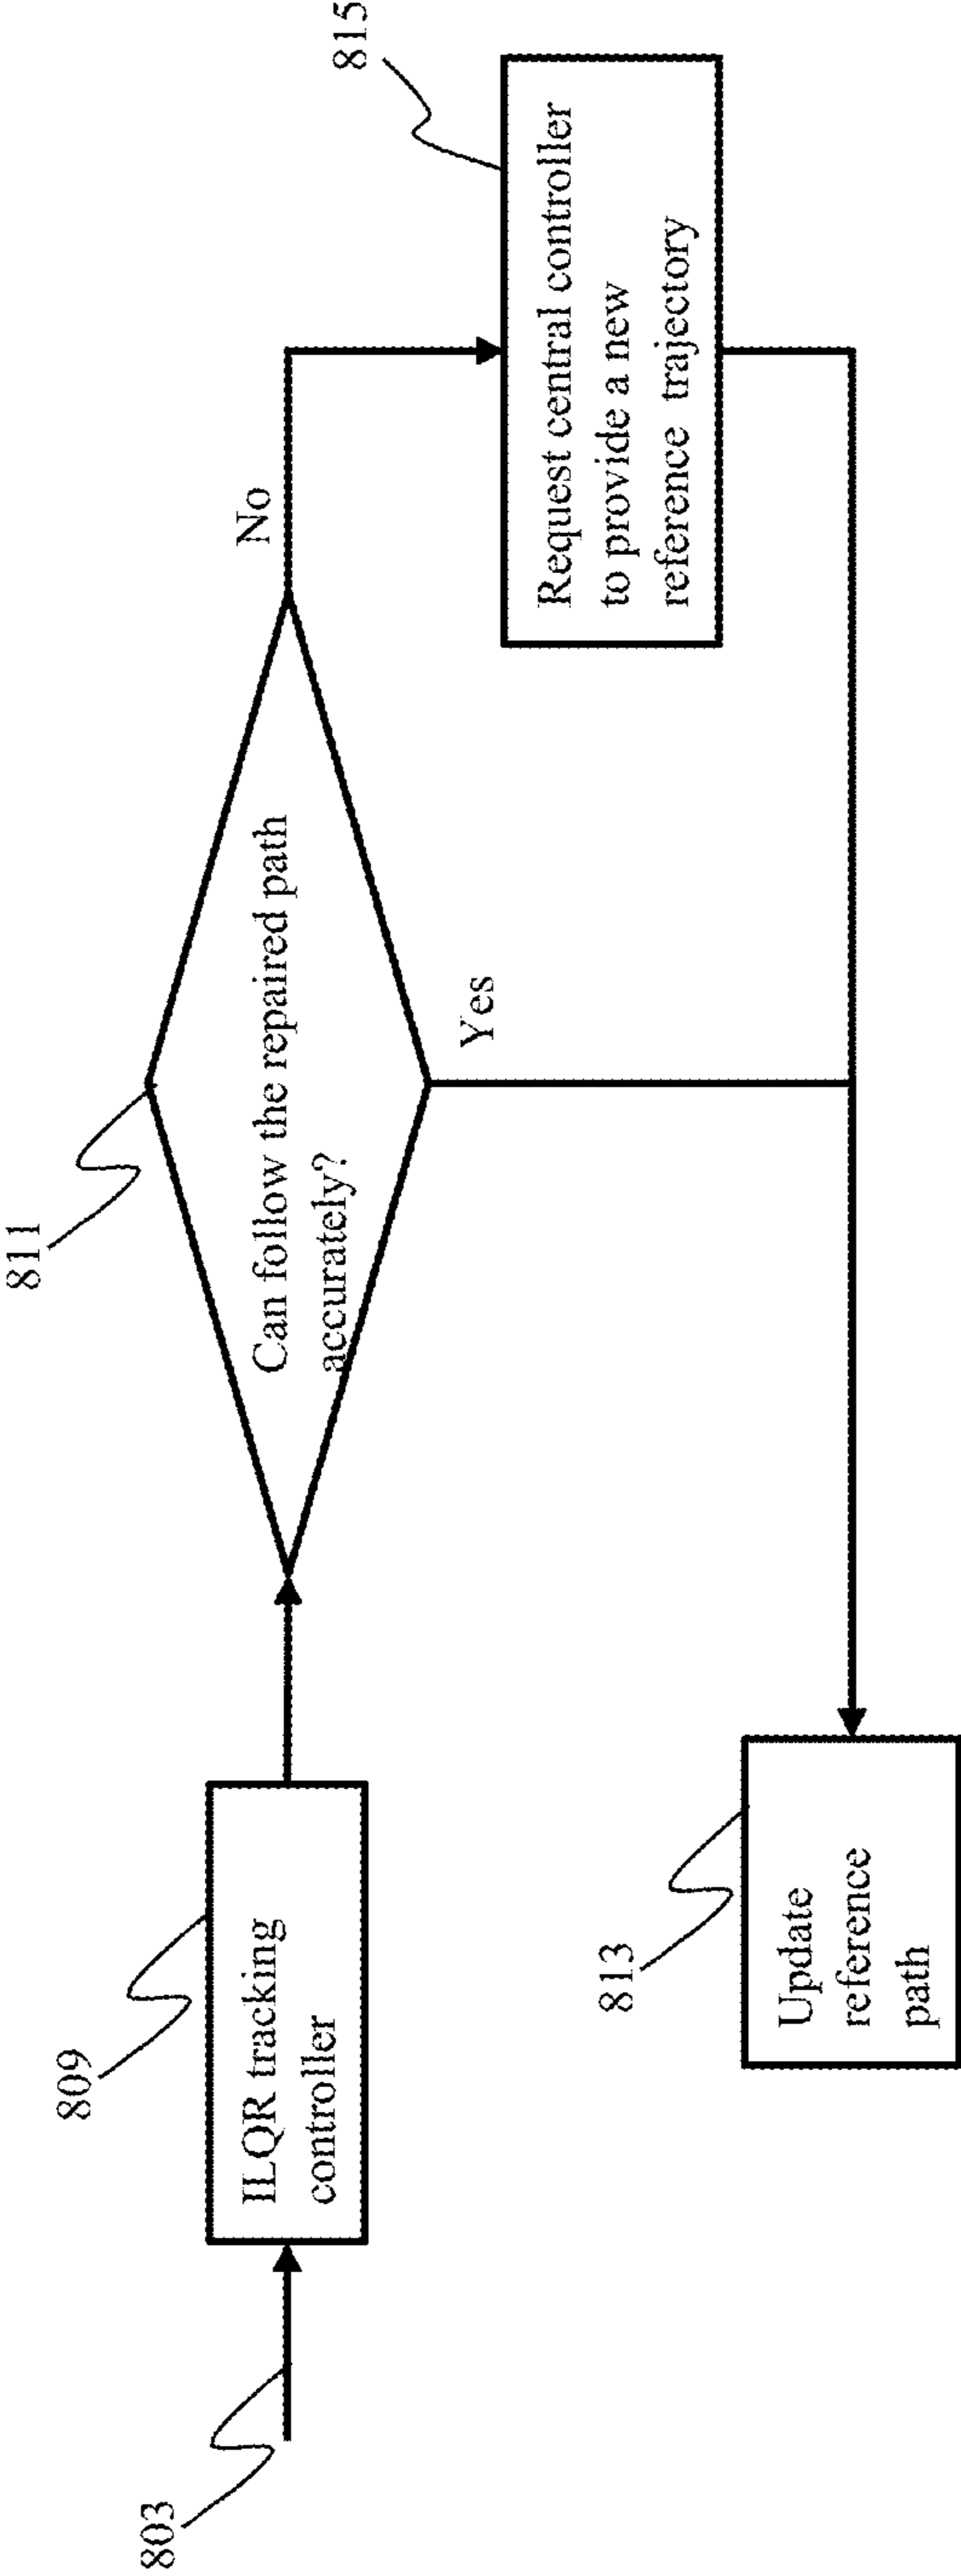 803
809
ILQR tracking
controller
811
Can follow the repaired path
accurately?
No
Yes
815
Request central controller
to provide a new
reference trajectory
813
Update
reference
path